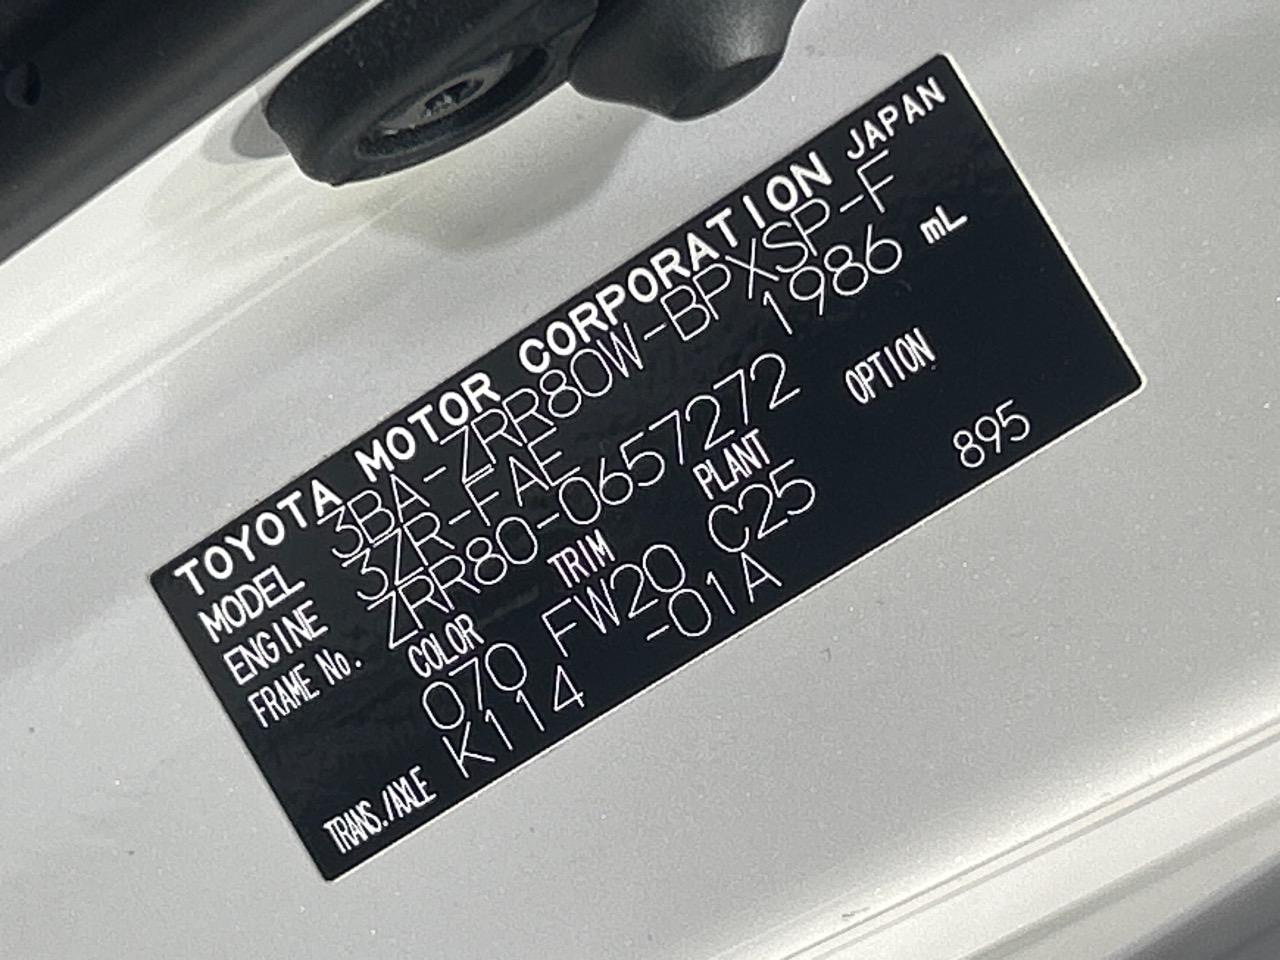 TOYOTA MOTOR CORPORATION JAPAN
MODEL 3BA-ZRR80W-BPXSP-F
ENGINE 3ZR-FAE 1986 mL
FRAME No. ZRR80-0657272
COLOR TRIM PLANT OPTION
070 FW20 C25 895
TRANS./AXLE K114 -01A